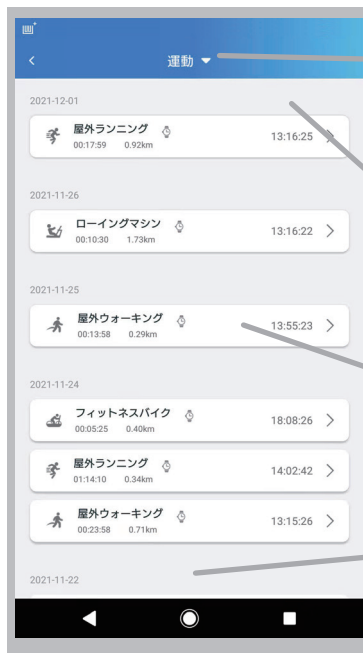 運動
2021-12-01
屋外ランニング
00:17:59 0.92km
13:16:25
2021-11-26
ローイングマシン
00:10:30 1.73km
13:16:22
2021-11-25
屋外ウォーキング
00:13:58 0.29km
13:55:23
2021-11-24
フィットネスバイク
00:05:25 0.40km
18:08:26
屋外ランニング
01:14:10 0.34km
14:02:42
屋外ウォーキング
00:23:58 0.71km
13:15:26
2021-11-22